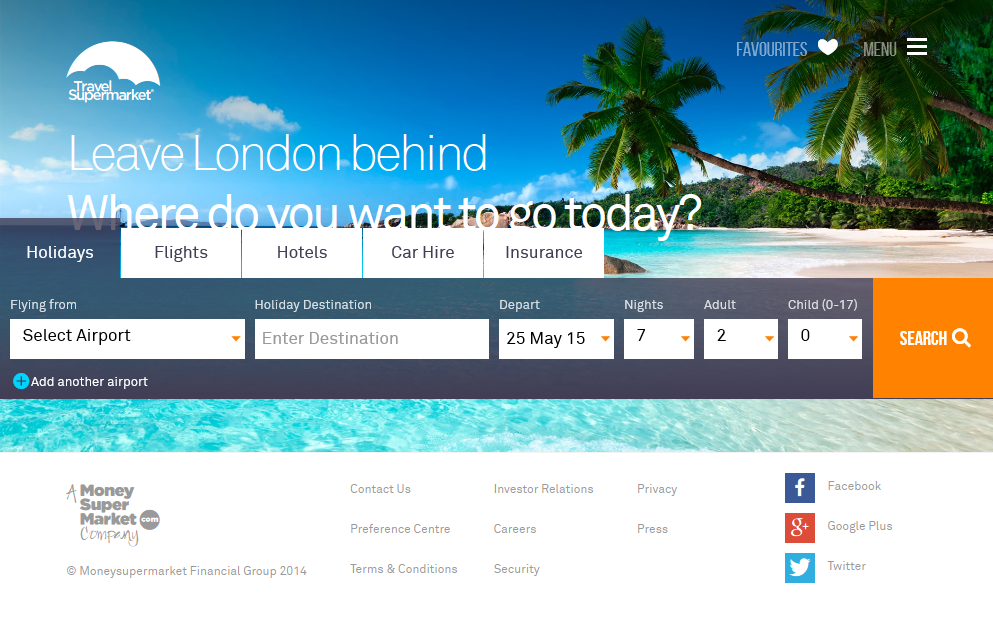 FAVOURITES
MENU
Travel
Supermarket®
Leave London behind
Where do you want to go today?
Holidays
Flights
Hotels
Car Hire
Insurance
Flying from
Holiday Destination
Depart
Nights
Adult
Child (0-17)
Select Airport
Enter Destination
25 May 15
7
2
0
SEARCH
Add another airport
A Money
Super
Market com
Company
© Moneysupermarket Financial Group 2014
Contact Us
Preference Centre
Terms & Conditions
Investor Relations
Careers
Security
Privacy
Press
Facebook
Google Plus
Twitter